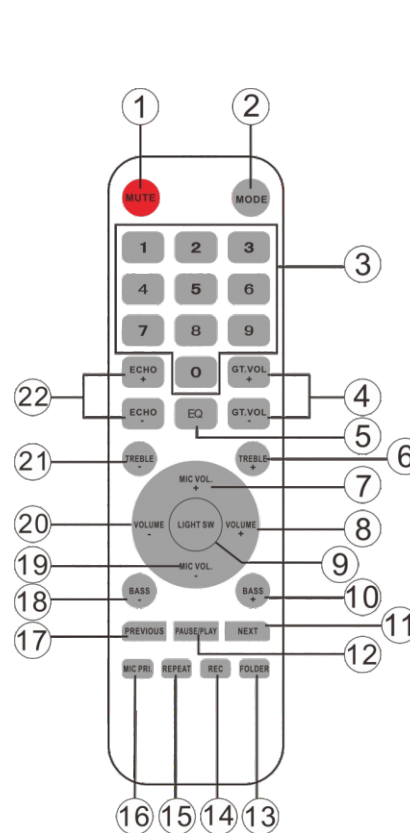 1 2
MUTE MODE
1 2 3
3
4 5 6
7 8 9
ECHO + 0 GT.VOL +
22 4
ECHO - EQ GT.VOL -
5
21 TREBLE - TREBLE + 6
MIC VOL. + 7
20 VOLUME - LIGHT SW VOLUME + 8
19 MIC VOL. - 9
18 BASS - BASS + 10
17 PREVIOUS PAUSE/PLAY NEXT 11
12
MIC PRI. REPEAT REC FOLDER
16 15 14 13